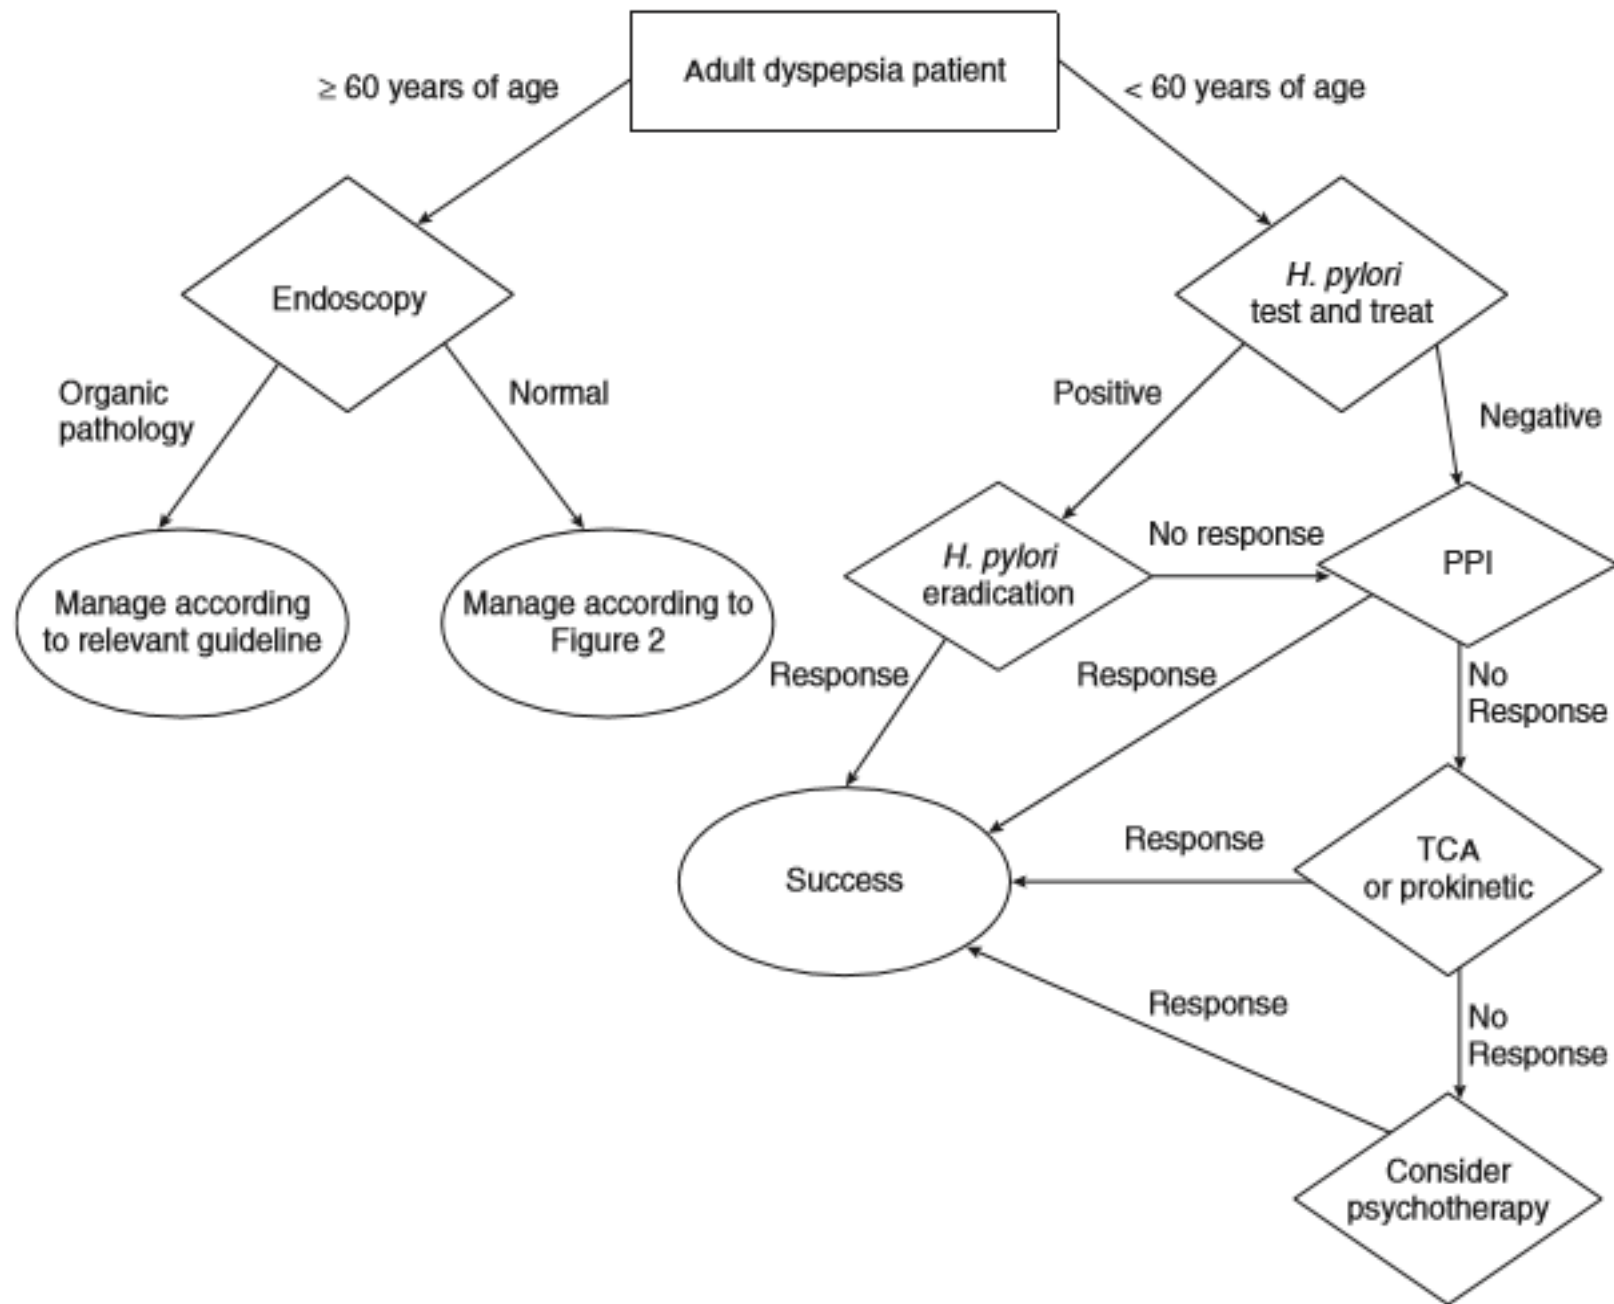 Adult dyspepsia patient
≥ 60 years of age
< 60 years of age
Endoscopy
H. pylori
test and treat
Organic
pathology
Normal
Positive
Negative
Manage according
to relevant guideline
Manage according to
Figure 2
H. pylori
eradication
No response
PPI
Response
Response
No
Response
Success
Response
TCA
or prokinetic
Response
No
Response
Consider
psychotherapy